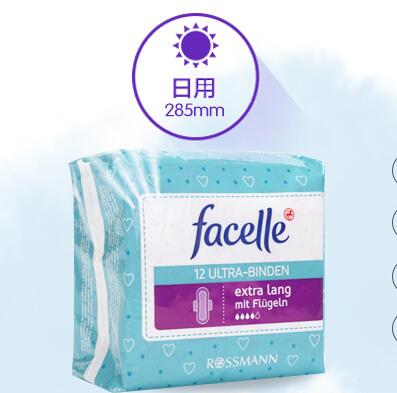 日用
285mm
facelle
12 ULTRA-BINDEN
extra lang
mit Flügeln
ROSSMANN